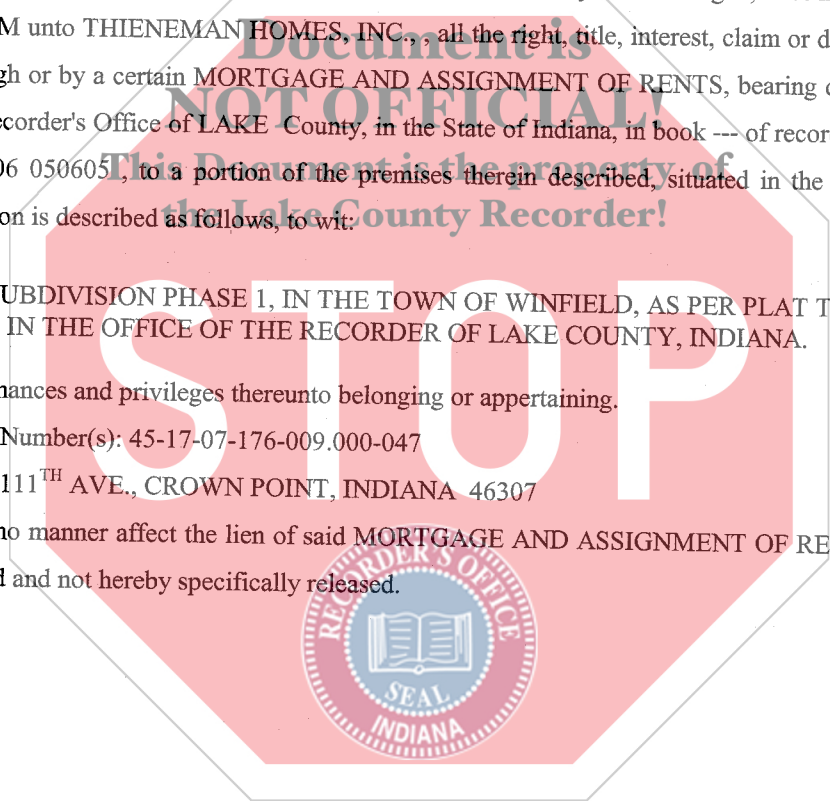 M unto THIENEMAN HOMES, INC., , all the right, title, interest, claim or d
Document is
gh or by a certain MORTGAGE AND ASSIGNMENT OF RENTS, bearing
NOT OFFICIAL!
ecorder's Office of LAKE County, in the State of Indiana, in book --- of recor
This Document is the property of
06 050605 , to a portion of the premises therein described, situated in the
the Lake County Recorder!
on is described as follows, to wit:
STOP
UBDIVISION PHASE 1, IN THE TOWN OF WINFIELD, AS PER PLAT T
IN THE OFFICE OF THE RECORDER OF LAKE COUNTY, INDIANA.
nances and privileges thereunto belonging or appertaining.
Number(s): 45-17-07-176-009.000-047
111TH AVE., CROWN POINT, INDIANA 46307
no manner affect the lien of said MORTGAGE AND ASSIGNMENT OF RE
d and not hereby specifically released.
RECORDER'S OFFICE
SEAL
INDIANA